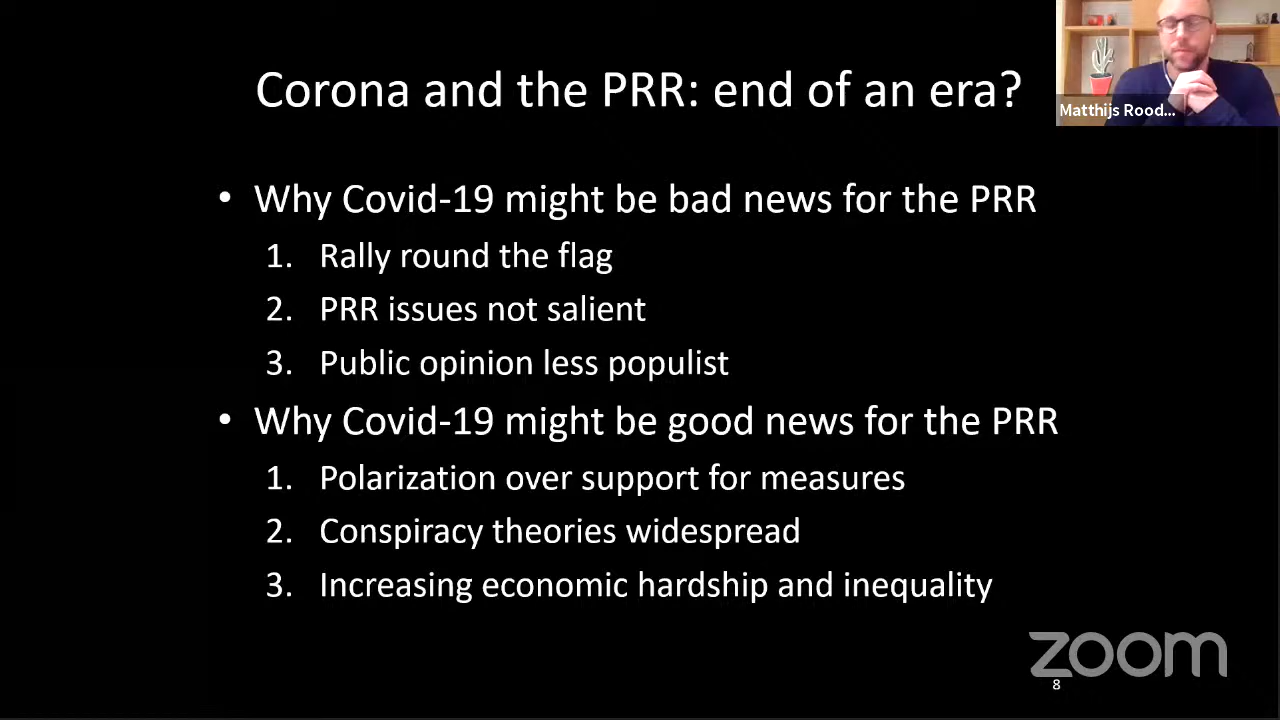 Corona and the PRR: end of an era?
Matthijs Rood...
• Why Covid-19 might be bad news for the PRR
1. Rally round the flag
2. PRR issues not salient
3. Public opinion less populist
• Why Covid-19 might be good news for the PRR
1. Polarization over support for measures
2. Conspiracy theories widespread
3. Increasing economic hardship and inequality
zoom
8